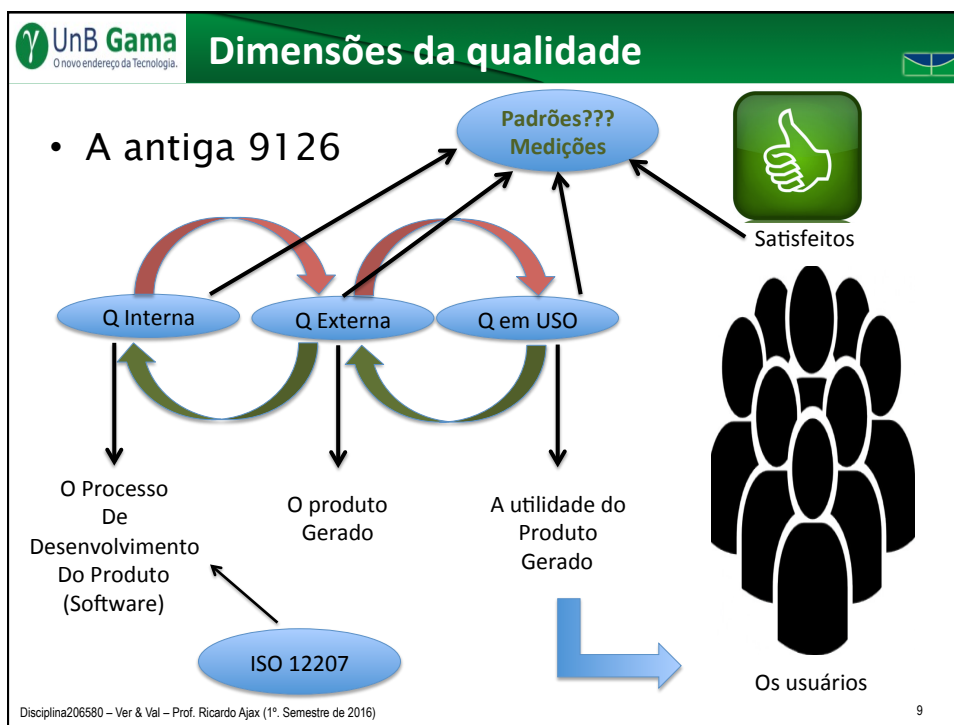 γ UnB Gama
O novo endereço da Tecnologia.
Dimensões da qualidade
• A antiga 9126
Padrões???
Medições
Satisfeitos
Q Interna
Q Externa
Q em USO
O Processo
De
Desenvolvimento
Do Produto
(Software)
O produto
Gerado
A utilidade do
Produto
Gerado
ISO 12207
Os usuários
Disciplina206580 – Ver & Val – Prof. Ricardo Ajax (1º. Semestre de 2016)
9